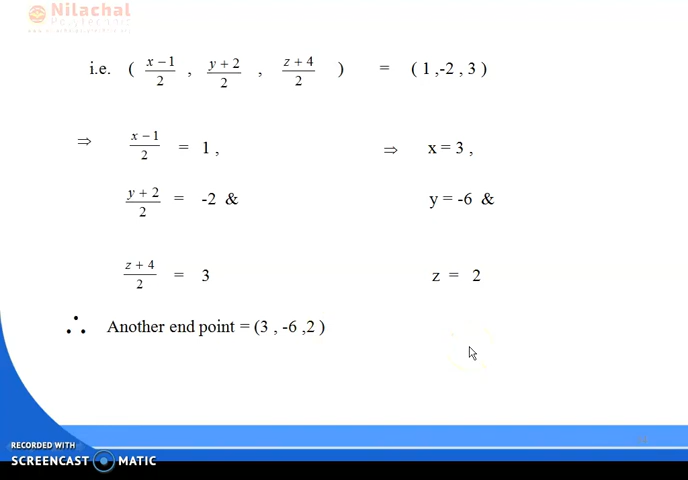 Nilachal
Polytechnic
i.e. ( x − 1 / 2 , y + 2 / 2 , z + 4 / 2 ) = ( 1 ,-2 , 3 )
⇒ x − 1 / 2 = 1 , ⇒ x = 3 ,
y + 2 / 2 = -2 & y = -6 &
z + 4 / 2 = 3 z = 2
∴ Another end point = (3 , -6 ,2 )
RECORDED WITH
SCREENCAST MATIC